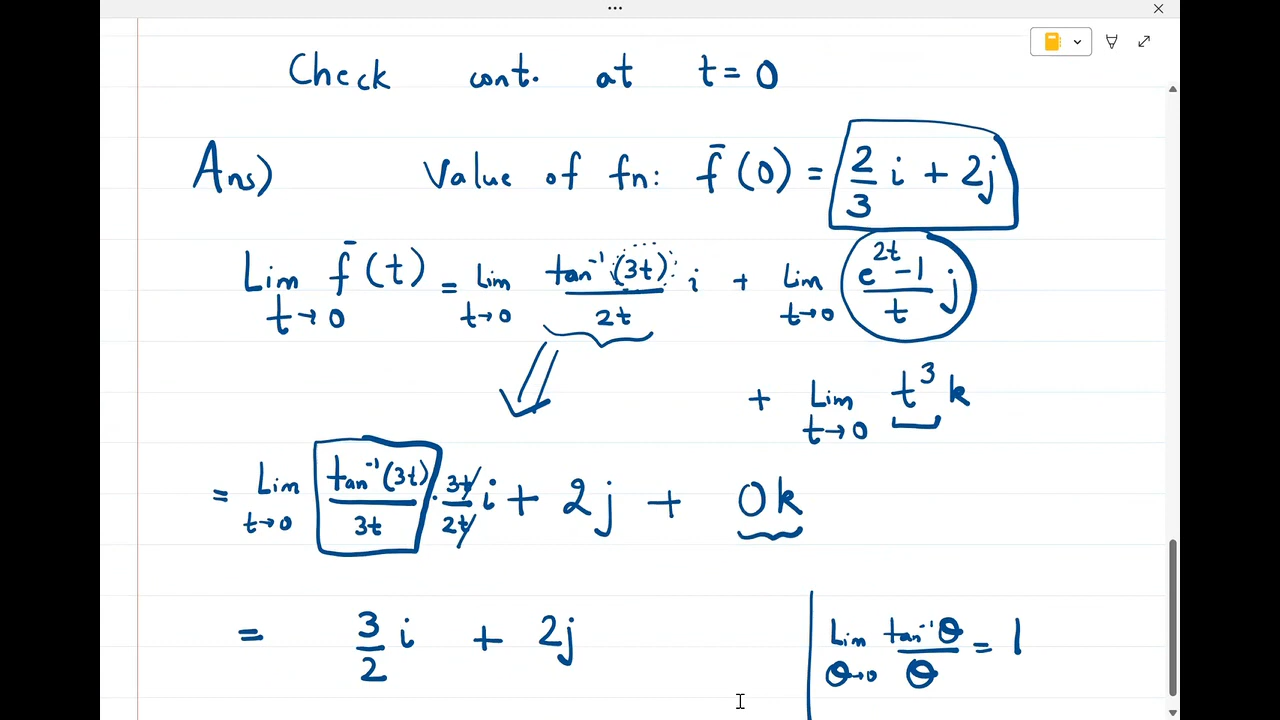 Check cont. at t = 0
Ans) Value of fn: f̄(0) = 2/3 i + 2j
Lim t→0 f̄(t) = Lim t→0 tan⁻¹(3t)/2t i + Lim t→0 (e^2t -1)/t j
+ Lim t→0 t³ k
= Lim t→0 tan⁻¹(3t)/3t · 3t/2t i + 2j + 0k
= 3/2 i + 2j
Lim θ→0 tan⁻¹θ/θ = 1